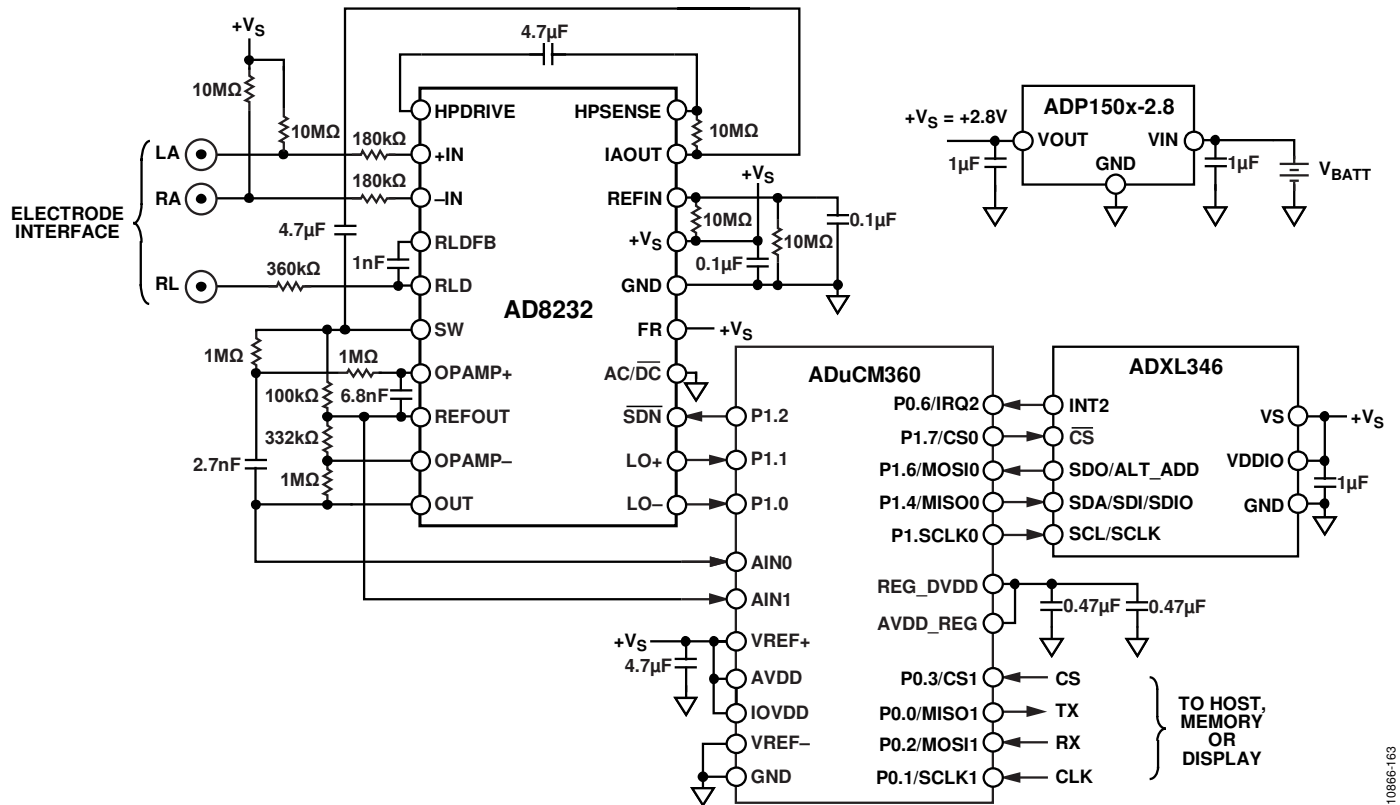 +VS
10MΩ
10MΩ
LA
RA
RL
ELECTRODE
INTERFACE
180kΩ
180kΩ
4.7µF
360kΩ
1nF
1MΩ
1MΩ
100kΩ
6.8nF
332kΩ
2.7nF
1MΩ
4.7µF
HPDRIVE
+IN
–IN
RLDFB
RLD
SW
OPAMP+
REFOUT
OPAMP–
OUT
AD8232
HPSENSE
IAOUT
REFIN
+VS
GND
FR
AC/DC
SDN
LO+
LO–
10MΩ
+VS
10MΩ
0.1µF
10MΩ
0.1µF
+VS
+VS = +2.8V
1µF
ADP150x-2.8
VOUT
VIN
GND
1µF
VBATT
ADuCM360
P1.2
P1.1
P1.0
AIN0
AIN1
+VS
4.7µF
VREF+
AVDD
IOVDD
VREF–
GND
P0.6/IRQ2
P1.7/CS0
P1.6/MOSI0
P1.4/MISO0
P1.SCLK0
REG_DVDD
AVDD_REG
P0.3/CS1
P0.0/MISO1
P0.2/MOSI1
P0.1/SCLK1
ADXL346
INT2
CS
SDO/ALT_ADD
SDA/SDI/SDIO
SCL/SCLK
VS
VDDIO
GND
+VS
1µF
0.47µF
0.47µF
CS
TX
RX
CLK
TO HOST,
MEMORY
OR
DISPLAY
10866-163